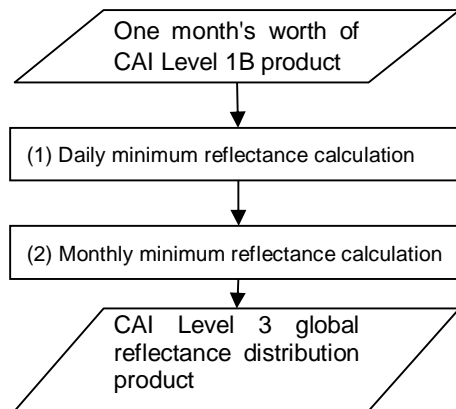 One month's worth of
CAI Level 1B product
(1) Daily minimum reflectance calculation
(2) Monthly minimum reflectance calculation
CAI Level 3 global
reflectance distribution
product